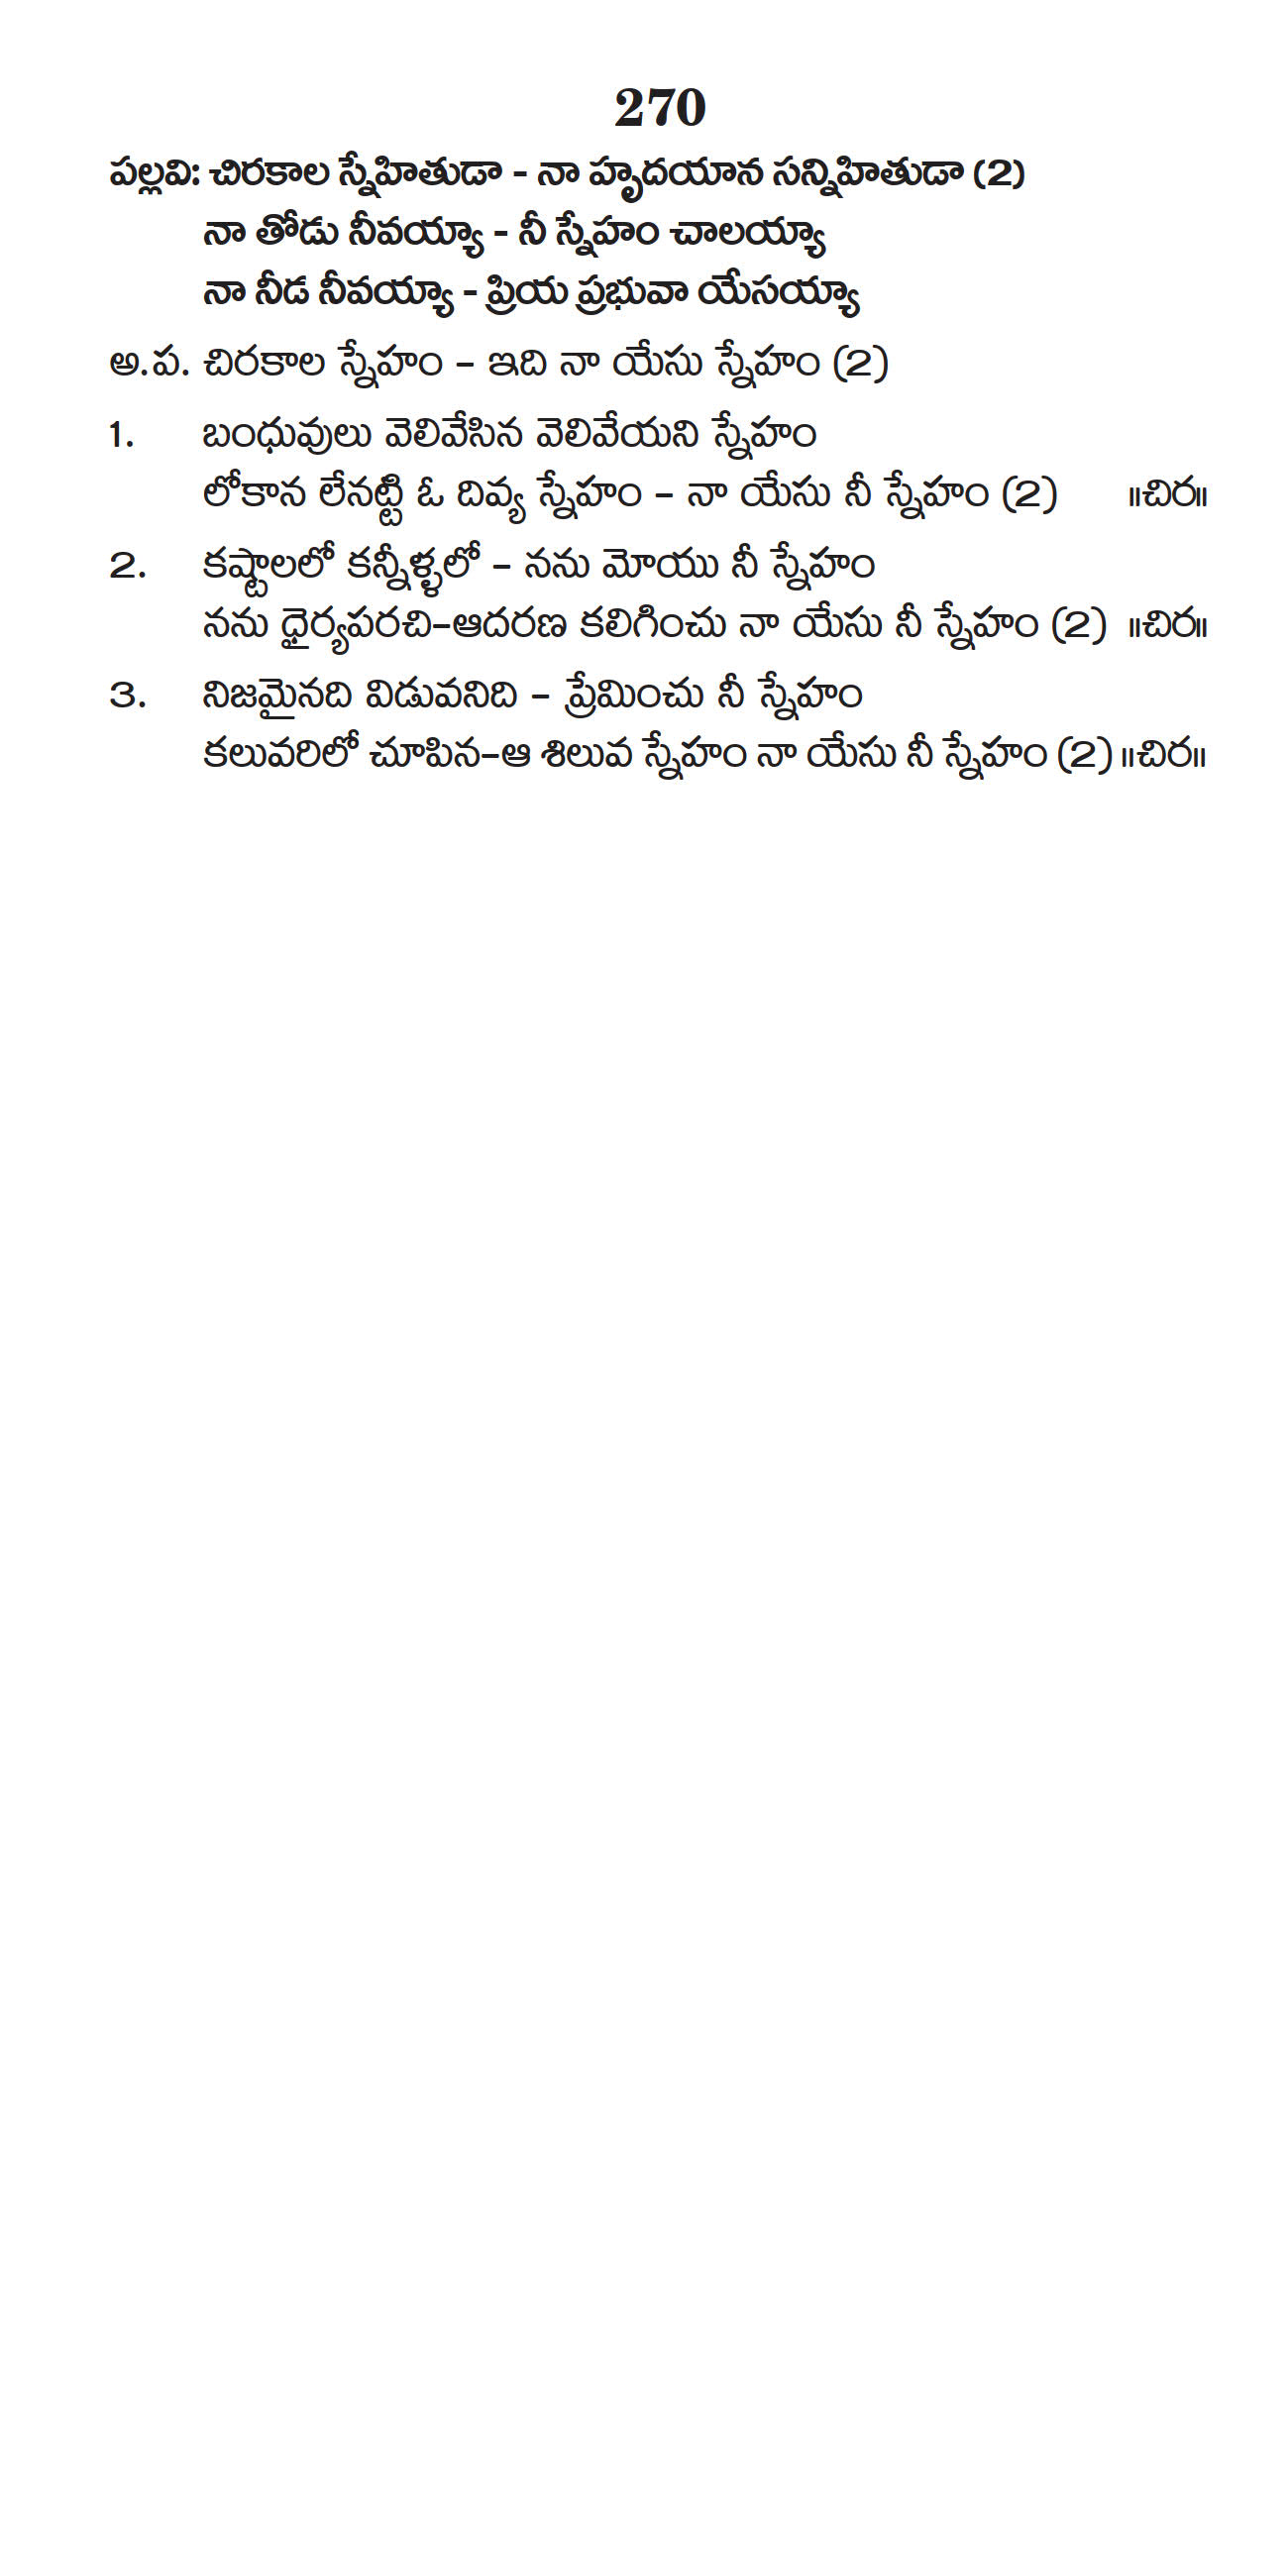 270
పల్లవి: చిరకాల స్నేహితుడా - నా హృదయాన సన్నిహితుడా (2)
నా తోడు నీవయ్యా - నీ స్నేహం చాలయ్యా
నా నీడ నీవయ్యా - ప్రియ ప్రభువా యేసయ్యా
అ.ప. చిరకాల స్నేహం – ఇది నా యేసు స్నేహం (2)
1. బంధువులు వెలివేసిన వెలివేయని స్నేహం
లోకాన లేనట్టి ఓ దివ్య స్నేహం – నా యేసు నీ స్నేహం (2) ॥చిర॥
2. కష్టాలలో కన్నీళ్ళలో – నను మోయు నీ స్నేహం
నను ధైర్యపరచి–ఆదరణ కలిగించు నా యేసు నీ స్నేహం (2) ॥చిర॥
3. నిజమైనది విడువనిది – ప్రేమించు నీ స్నేహం
కలువరిలో చూపిన–ఆ శిలువ స్నేహం నా యేసు నీ స్నేహం (2) ॥చిర॥